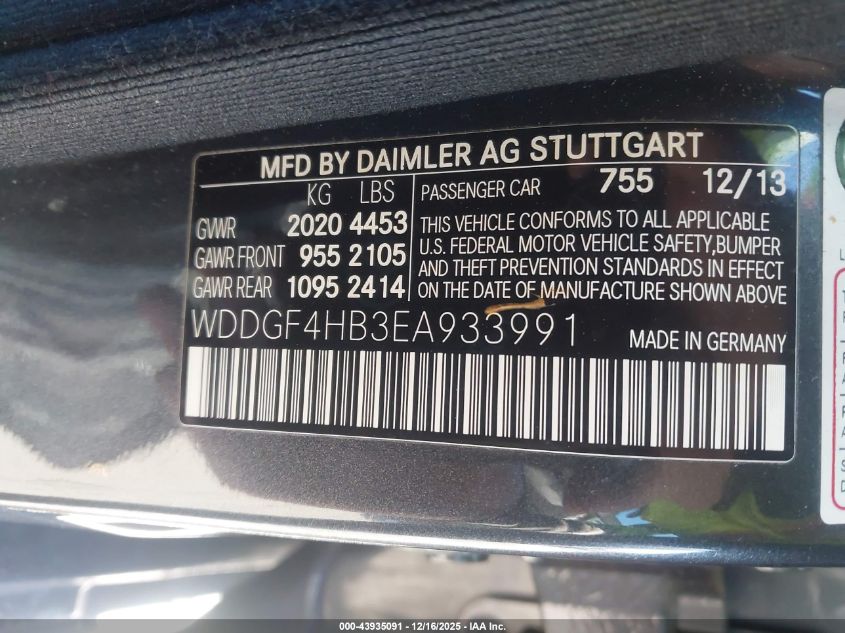 MFD BY DAIMLER AG STUTTGART
KG LBS
GVWR 2020 4453
GAWR FRONT 955 2105
GAWR REAR 1095 2414
PASSENGER CAR 755 12/13
THIS VEHICLE CONFORMS TO ALL APPLICABLE
U.S. FEDERAL MOTOR VEHICLE SAFETY,BUMPER
AND THEFT PREVENTION STANDARDS IN EFFECT
ON THE DATE OF MANUFACTURE SHOWN ABOVE
WDDGF4HB3EA933991
MADE IN GERMANY
000-43935091 - 12/16/2025 - IAA Inc.